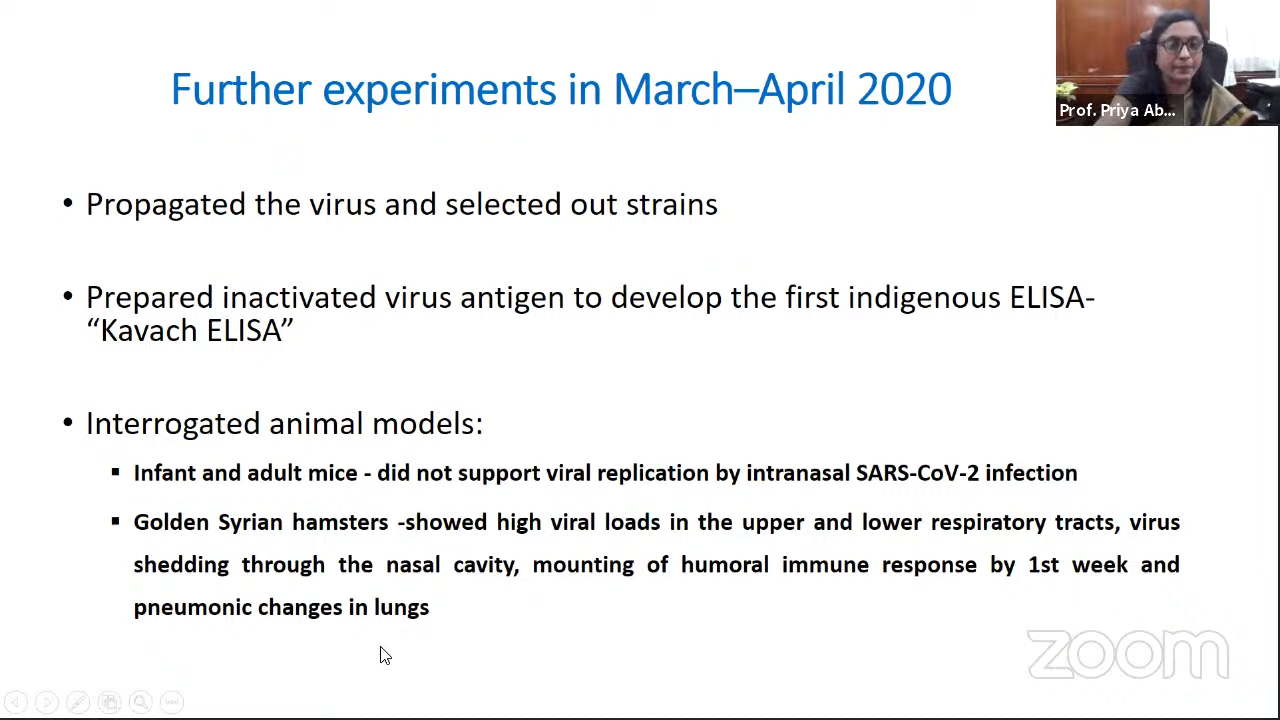 Further experiments in March–April 2020
Prof. Priya Ab...
• Propagated the virus and selected out strains
• Prepared inactivated virus antigen to develop the first indigenous ELISA-
“Kavach ELISA”
• Interrogated animal models:
▪ Infant and adult mice - did not support viral replication by intranasal SARS-CoV-2 infection
▪ Golden Syrian hamsters -showed high viral loads in the upper and lower respiratory tracts, virus
shedding through the nasal cavity, mounting of humoral immune response by 1st week and
pneumonic changes in lungs
zoom